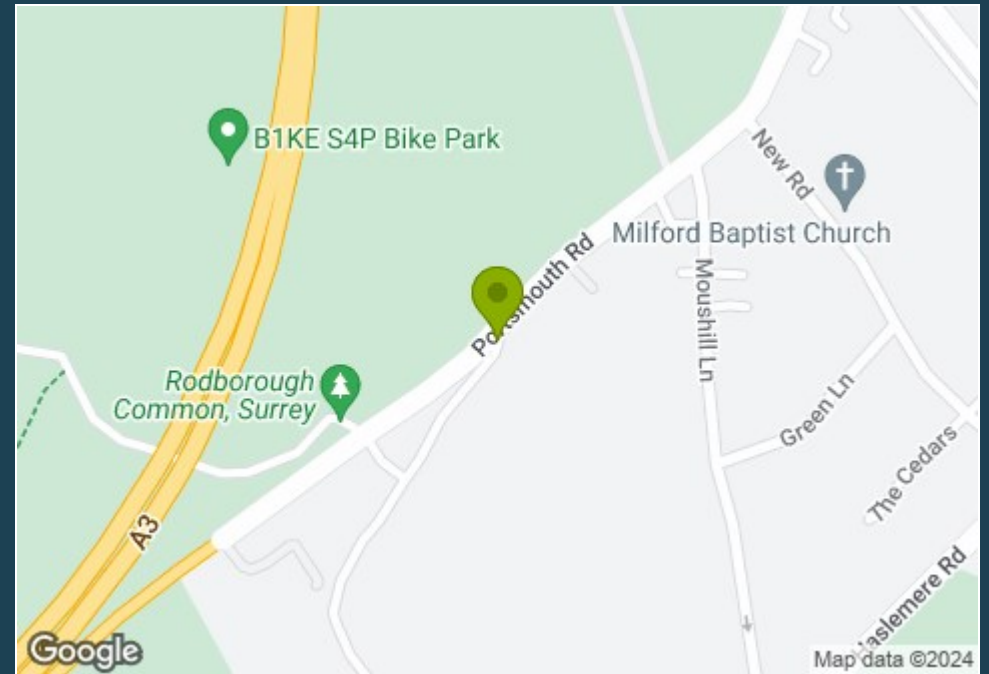 B1KE S4P Bike Park
New Rd
Milford Baptist Church
Portsmouth Rd
Moushill Ln
Rodborough
Common, Surrey
Green Ln
The Cedars
A3
Haslemere Rd
Google
Map data ©2024